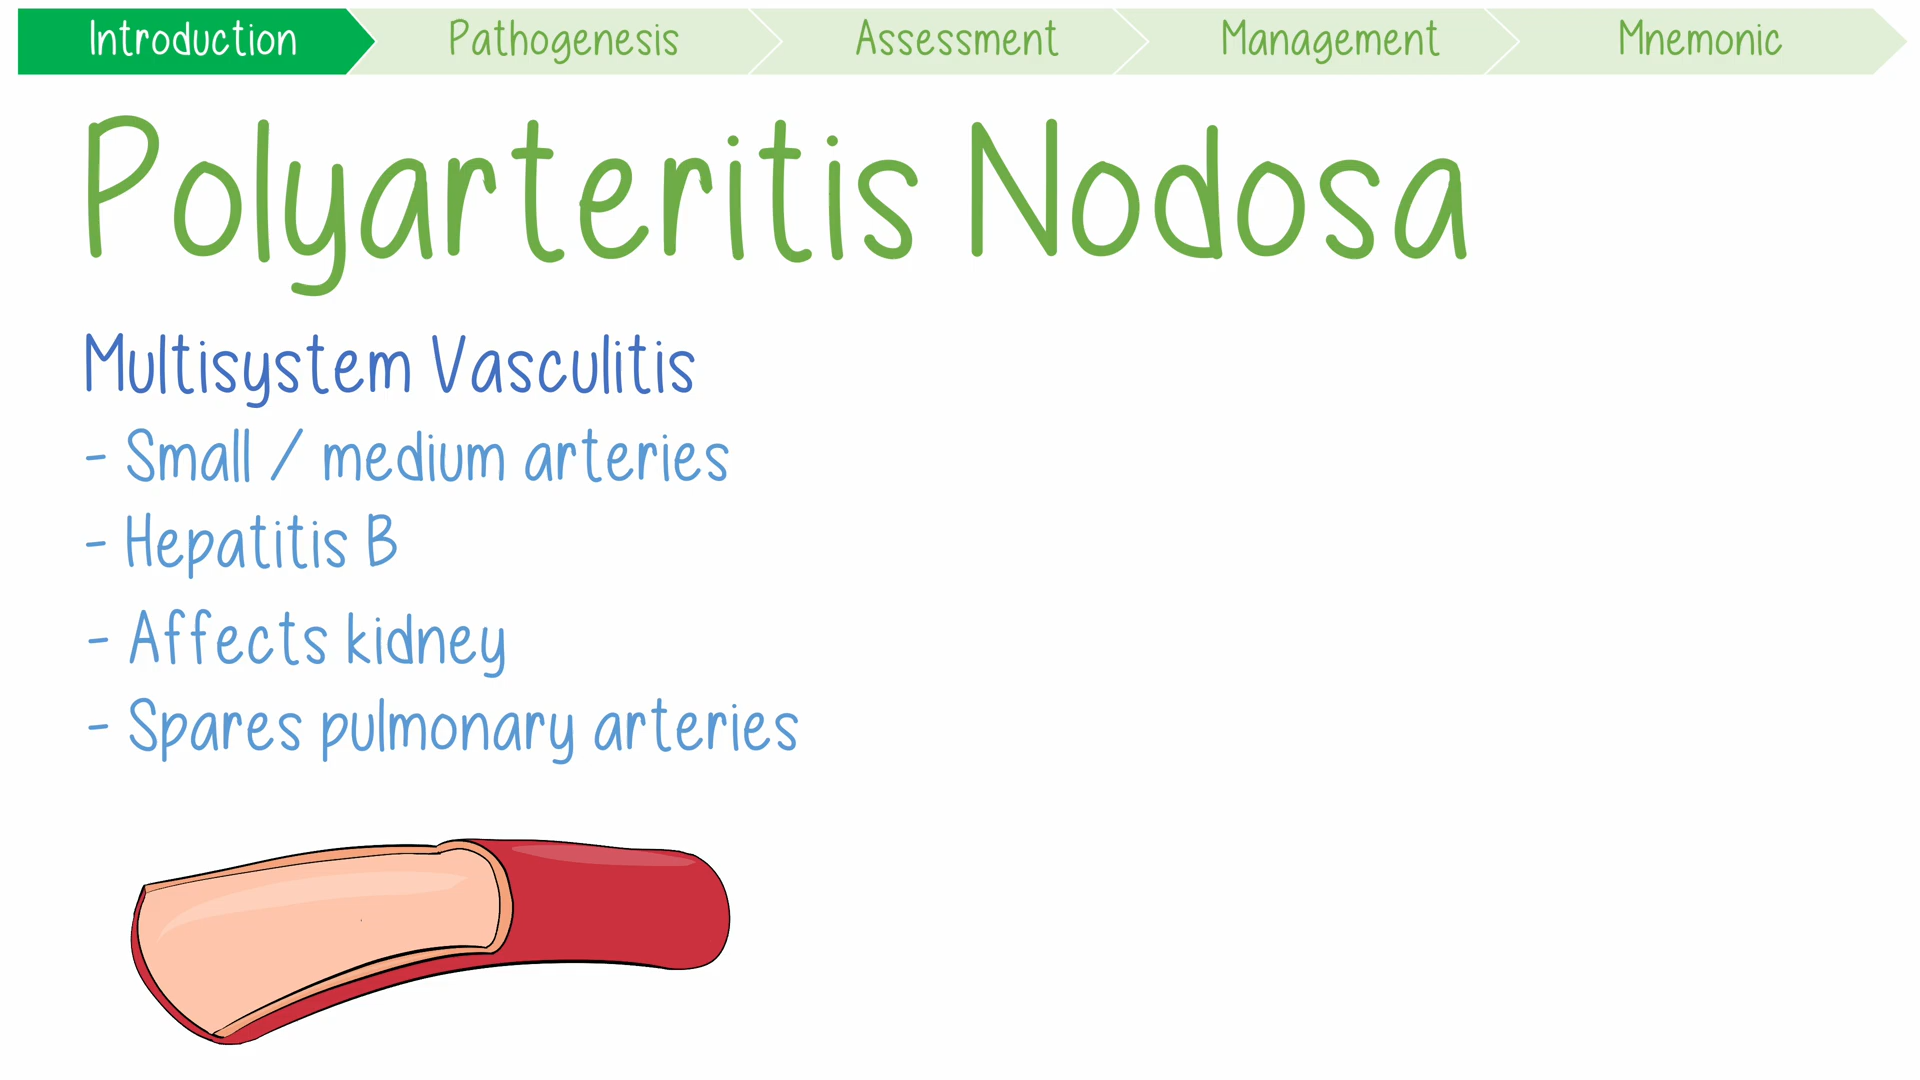 Introduction Pathogenesis Assessment Management Mnemonic
Polyarteritis Nodosa
Multisystem Vasculitis
- Small / medium arteries
- Hepatitis B
- Affects kidney
- Spares pulmonary arteries